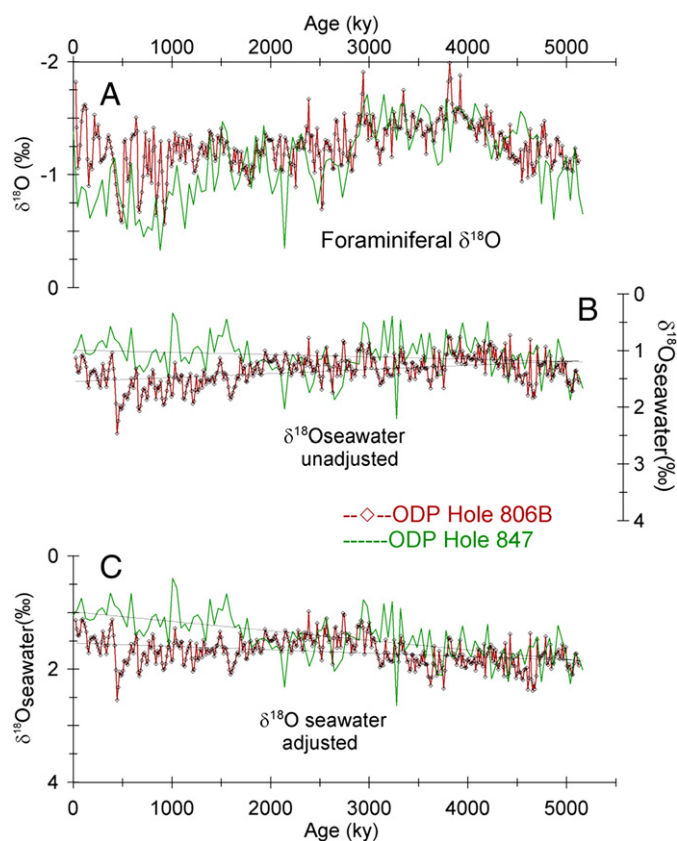 Age (ky)
0 1000 2000 3000 4000 5000
-2
A
-1
δ¹⁸O (‰)
Foraminiferal δ¹⁸O
0
0
B
1
2
3
4
δ¹⁸Oseawater(‰)
δ¹⁸Oseawater
unadjusted
--◇--ODP Hole 806B
------ODP Hole 847
0
C
2
4
δ¹⁸Oseawater(‰)
δ¹⁸O seawater
adjusted
0 1000 2000 3000 4000 5000
Age (ky)